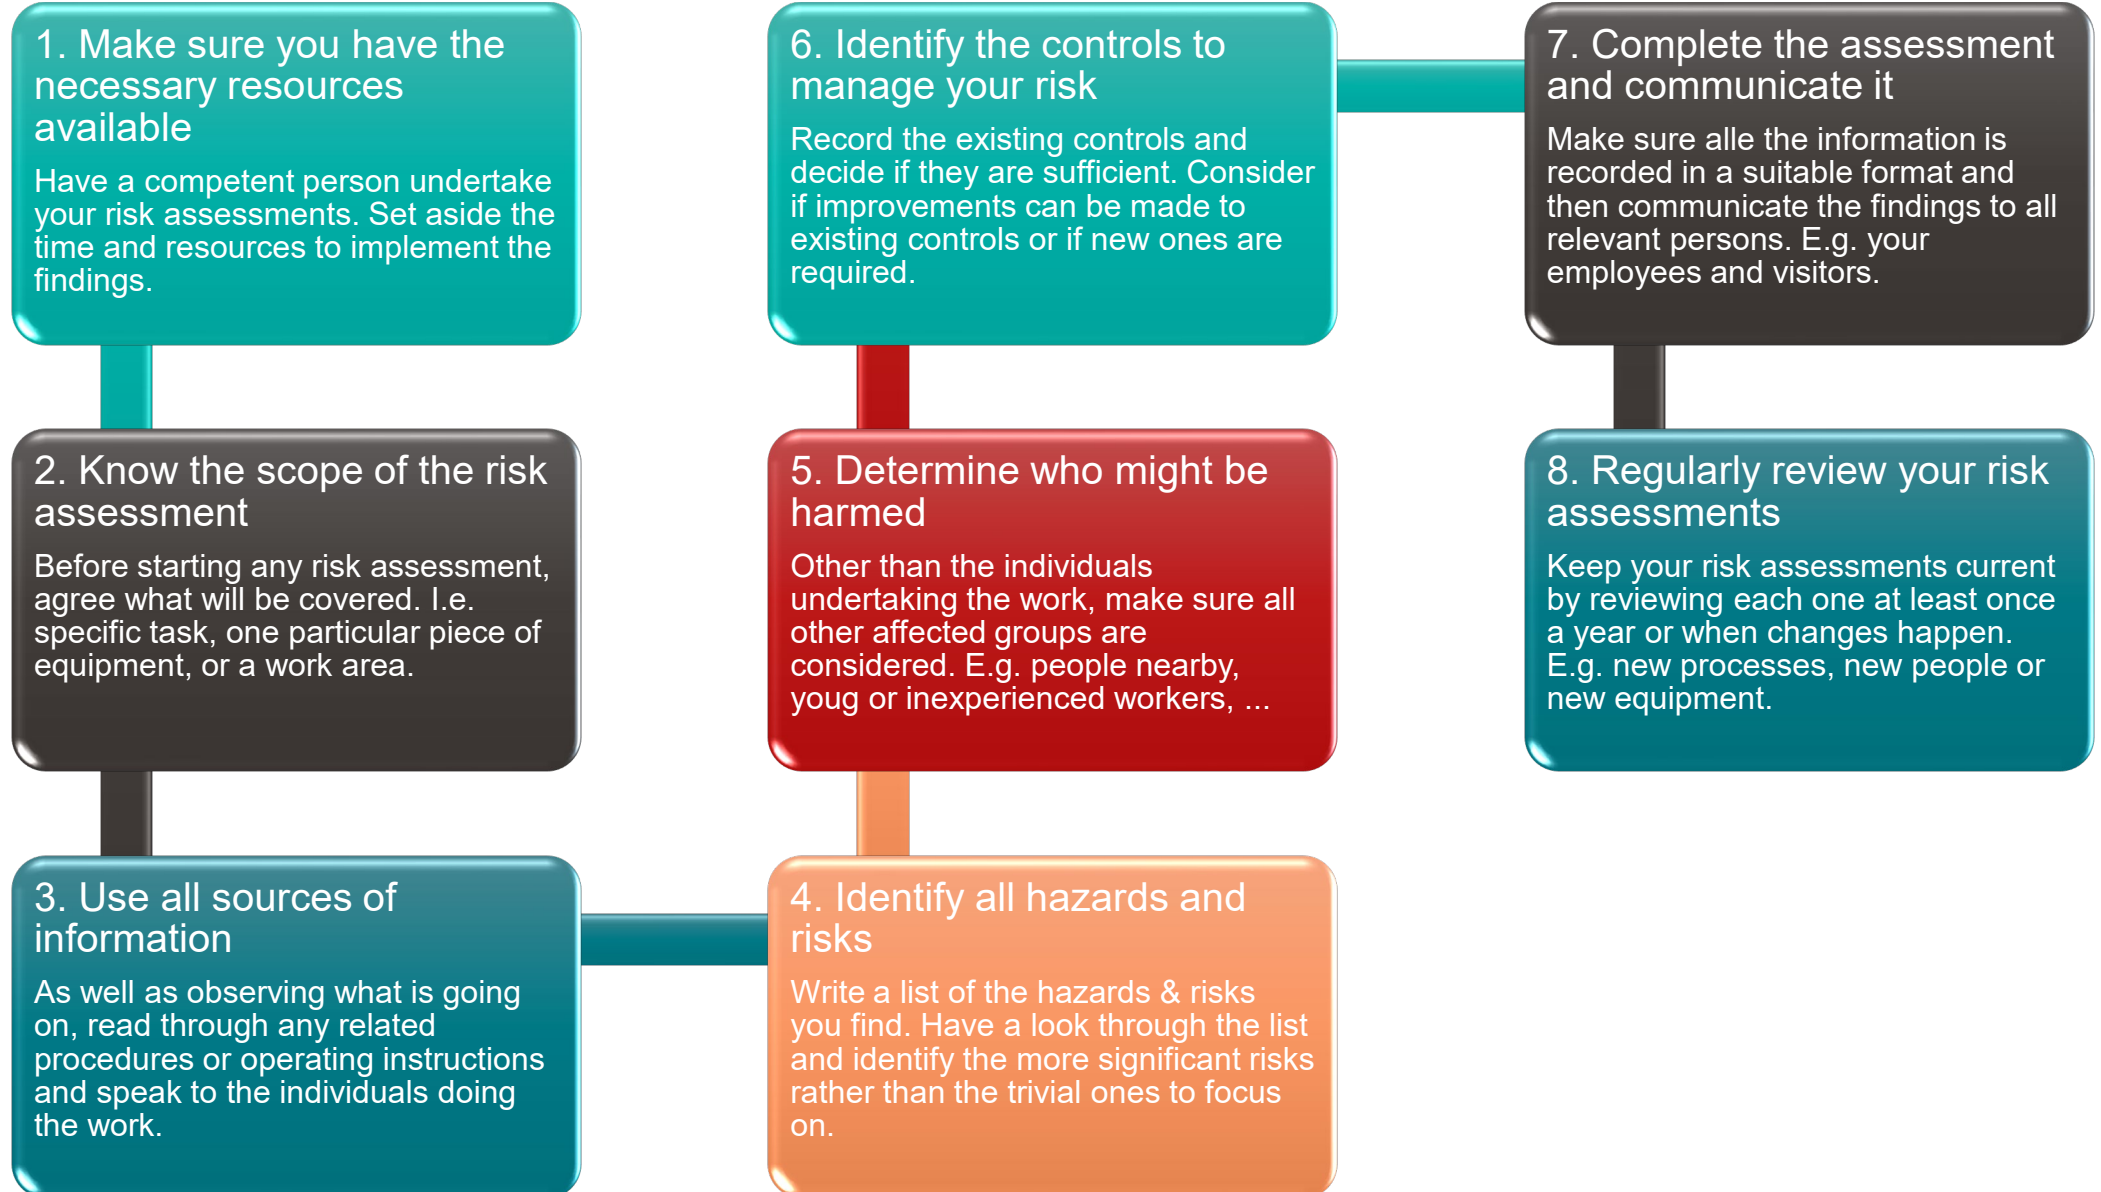 1. Make sure you have the
necessary resources
available
Have a competent person undertake
your risk assessments. Set aside the
time and resources to implement the
findings.
2. Know the scope of the risk
assessment
Before starting any risk assessment,
agree what will be covered. I.e.
specific task, one particular piece of
equipment, or a work area.
3. Use all sources of
information
As well as observing what is going
on, read through any related
procedures or operating instructions
and speak to the individuals doing
the work.
4. Identify all hazards and
risks
Write a list of the hazards & risks
you find. Have a look through the list
and identify the more significant risks
rather than the trivial ones to focus
on.
5. Determine who might be
harmed
Other than the individuals
undertaking the work, make sure all
other affected groups are
considered. E.g. people nearby,
youg or inexperienced workers, ...
6. Identify the controls to
manage your risk
Record the existing controls and
decide if they are sufficient. Consider
if improvements can be made to
existing controls or if new ones are
required.
7. Complete the assessment
and communicate it
Make sure alle the information is
recorded in a suitable format and
then communicate the findings to all
relevant persons. E.g. your
employees and visitors.
8. Regularly review your risk
assessments
Keep your risk assessments current
by reviewing each one at least once
a year or when changes happen.
E.g. new processes, new people or
new equipment.